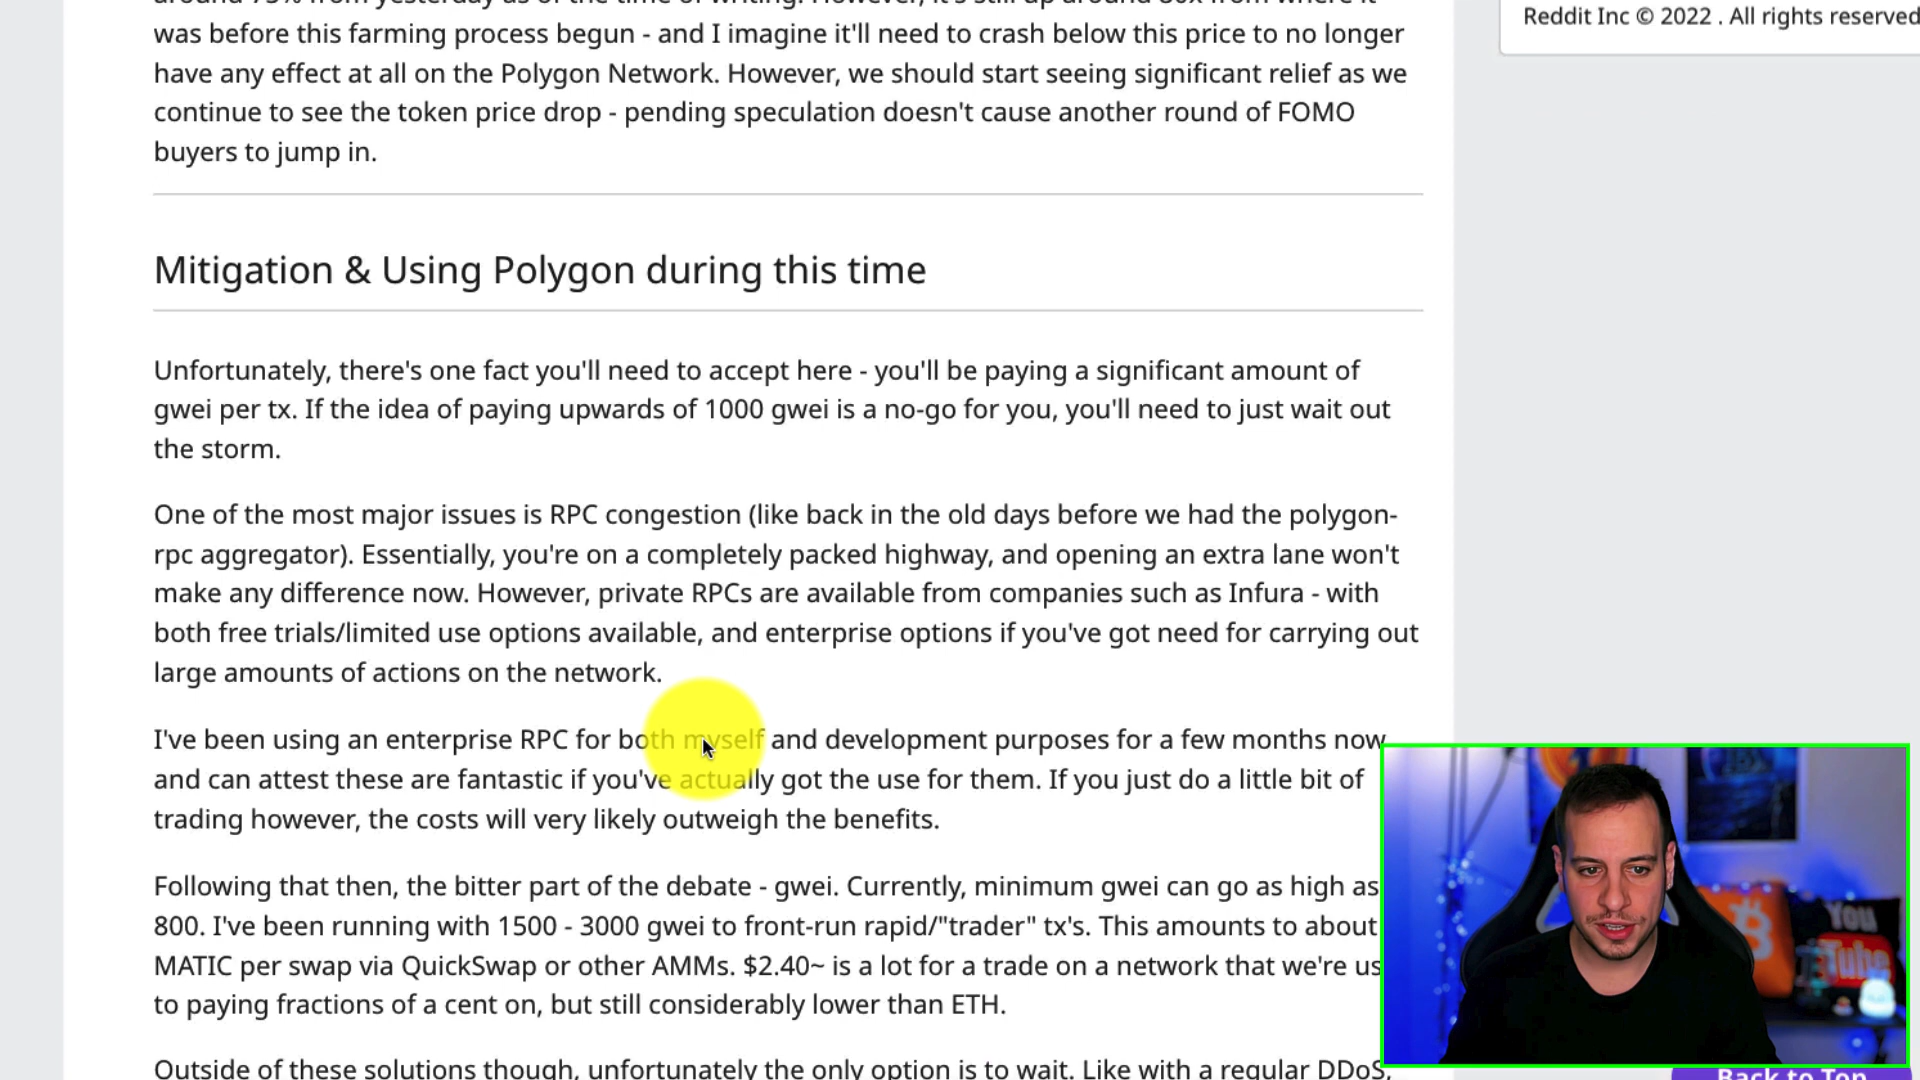 was before this farming process begun - and I imagine it'll need to crash below this price to no longer
have any effect at all on the Polygon Network. However, we should start seeing significant relief as we
continue to see the token price drop - pending speculation doesn't cause another round of FOMO
buyers to jump in.
Reddit Inc © 2022 . All rights reserved
Mitigation & Using Polygon during this time
Unfortunately, there's one fact you'll need to accept here - you'll be paying a significant amount of
gwei per tx. If the idea of paying upwards of 1000 gwei is a no-go for you, you'll need to just wait out
the storm.
One of the most major issues is RPC congestion (like back in the old days before we had the polygon-
rpc aggregator). Essentially, you're on a completely packed highway, and opening an extra lane won't
make any difference now. However, private RPCs are available from companies such as Infura - with
both free trials/limited use options available, and enterprise options if you've got need for carrying out
large amounts of actions on the network.
I've been using an enterprise RPC for both myself and development purposes for a few months now
and can attest these are fantastic if you've actually got the use for them. If you just do a little bit of
trading however, the costs will very likely outweigh the benefits.
Following that then, the bitter part of the debate - gwei. Currently, minimum gwei can go as high as
800. I've been running with 1500 - 3000 gwei to front-run rapid/"trader" tx's. This amounts to about
MATIC per swap via QuickSwap or other AMMs. $2.40~ is a lot for a trade on a network that we're us
to paying fractions of a cent on, but still considerably lower than ETH.
Outside of these solutions though, unfortunately the only option is to wait. Like with a regular DDoS,
You
Tube
Back to Top